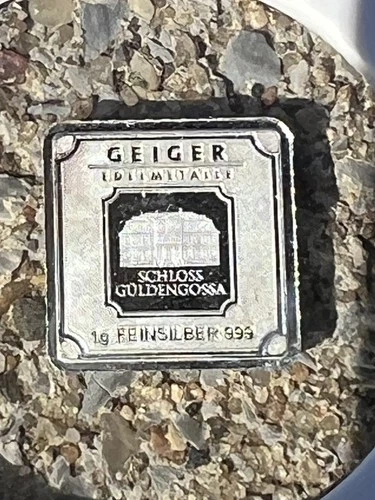 GEIGER
EDELMETALLE
SCHLOSS
GÜLDENGOSSA
1g FEINSILBER 999